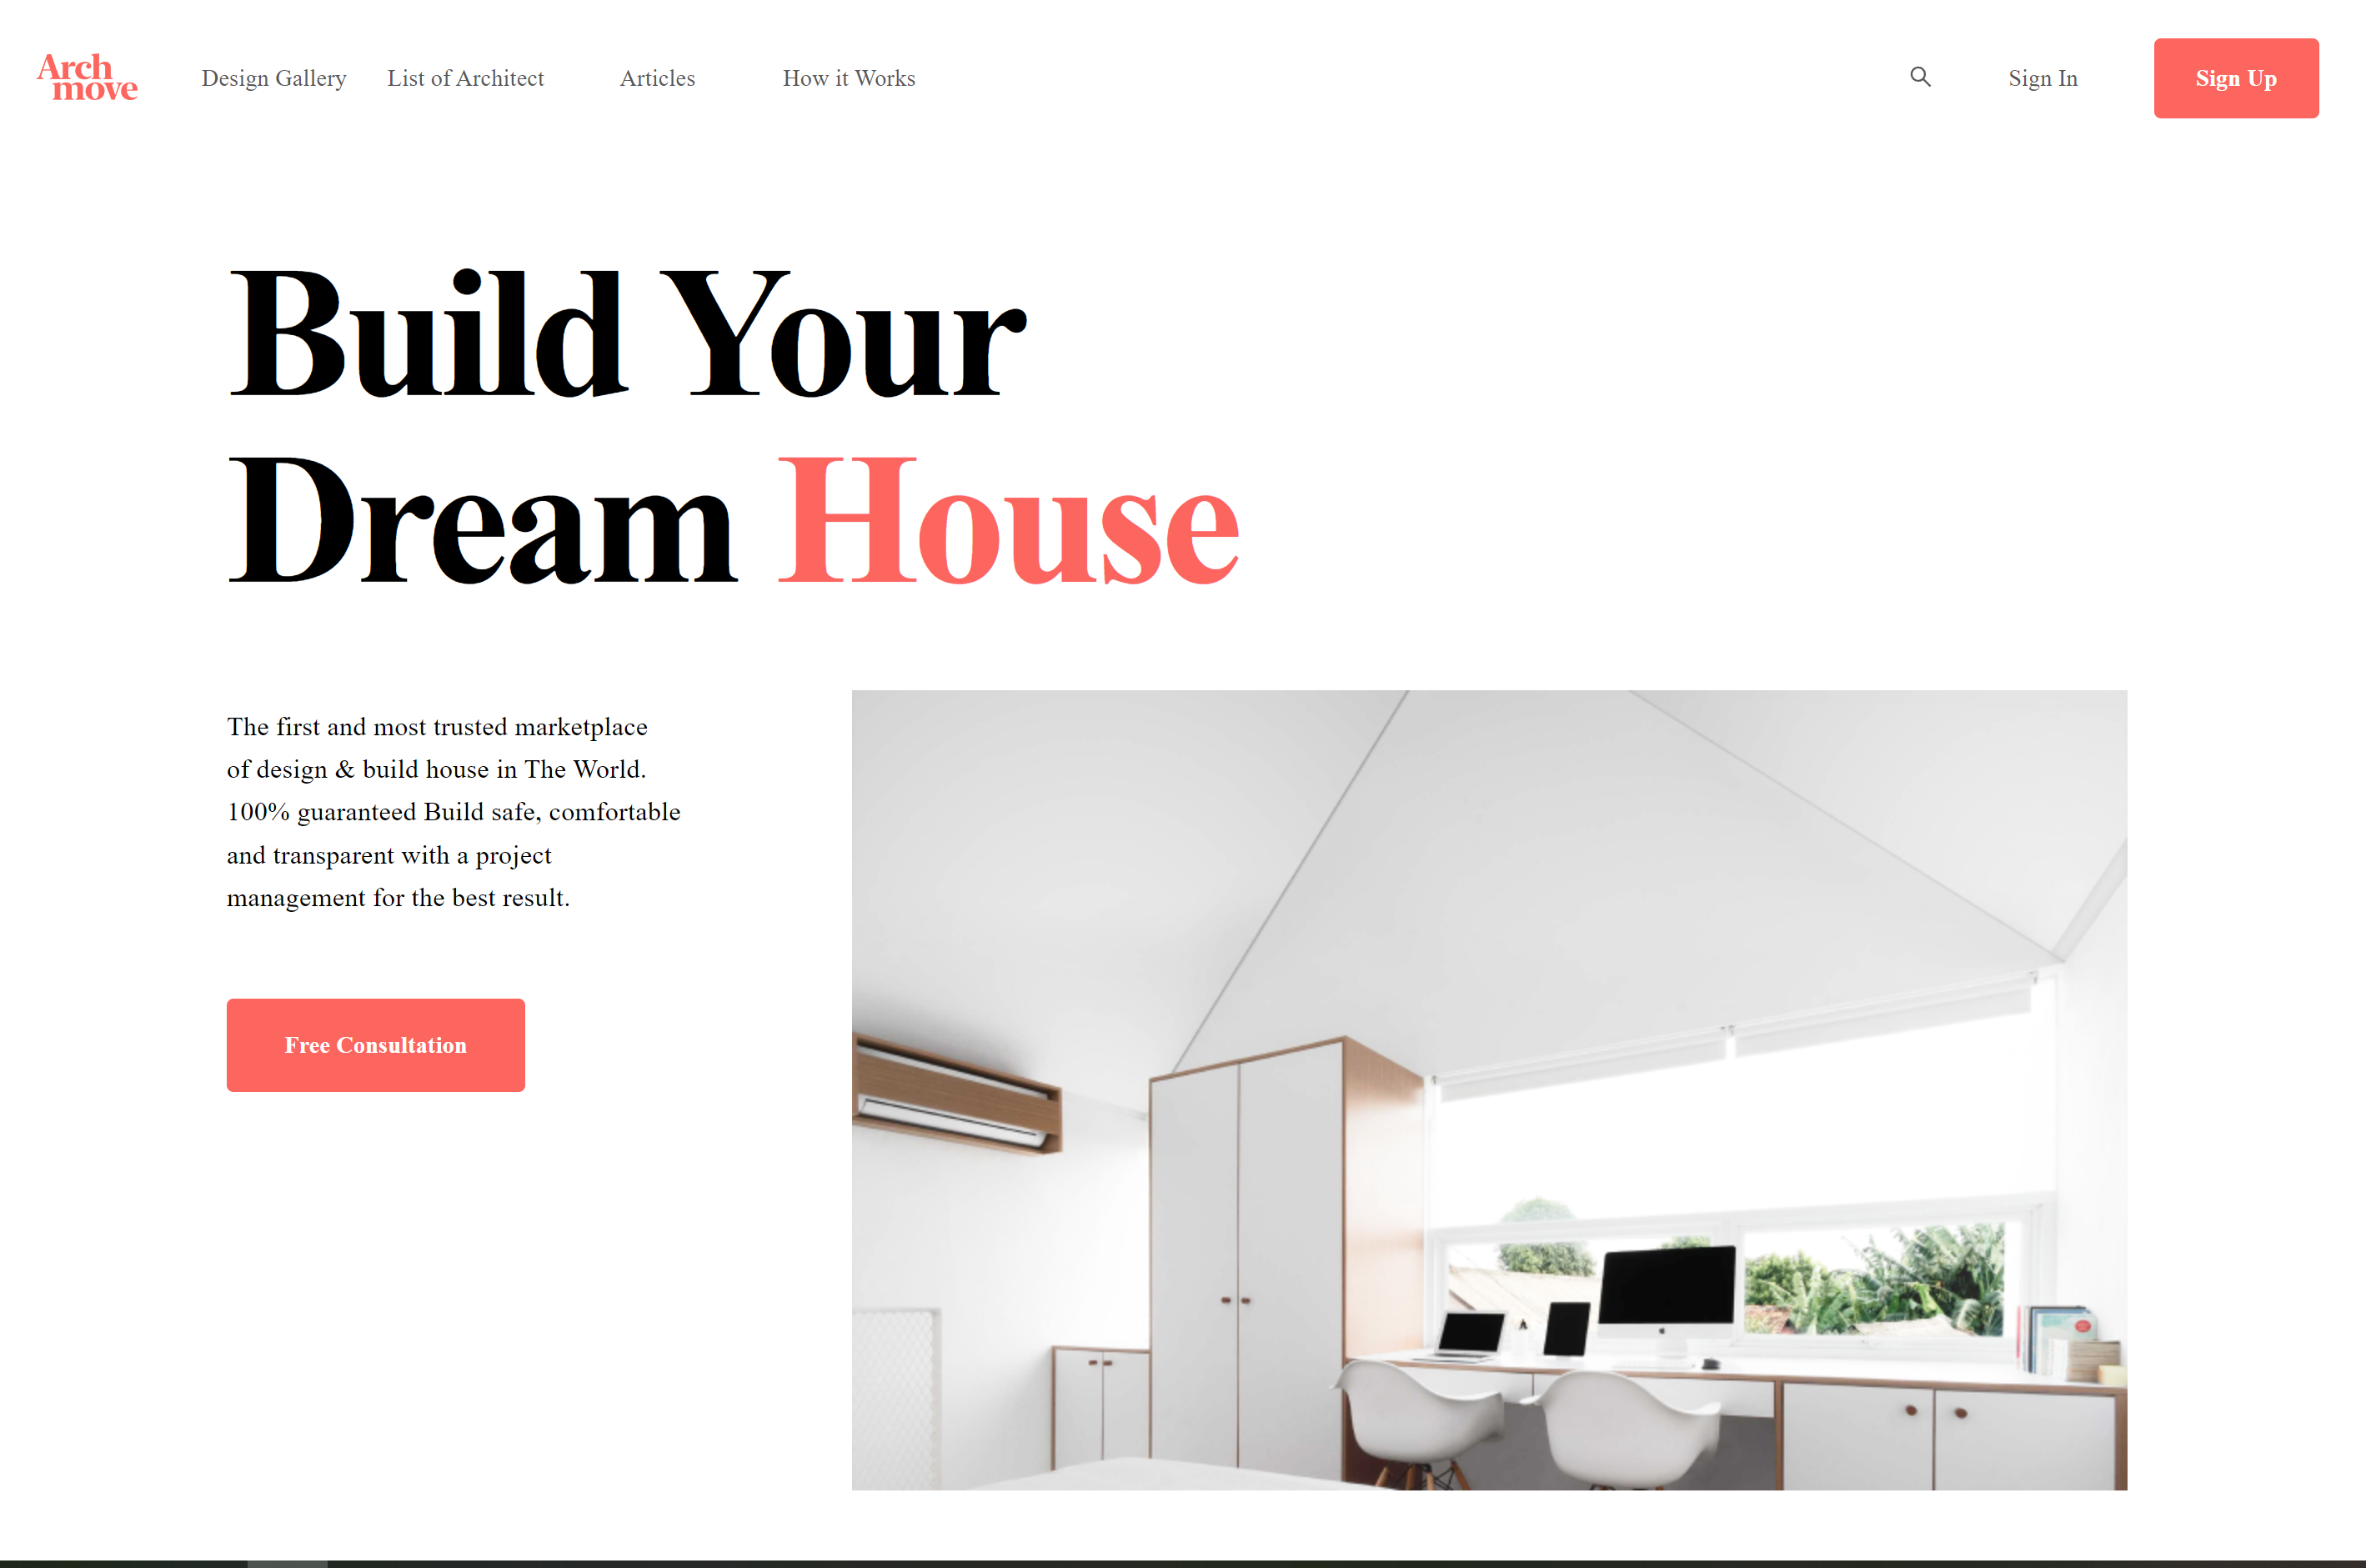 Arch
move
Design Gallery
List of Architect
Articles
How it Works
Sign In
Sign Up
Build Your
Dream House
The first and most trusted marketplace
of design & build house in The World.
100% guaranteed Build safe, comfortable
and transparent with a project
management for the best result.
Free Consultation